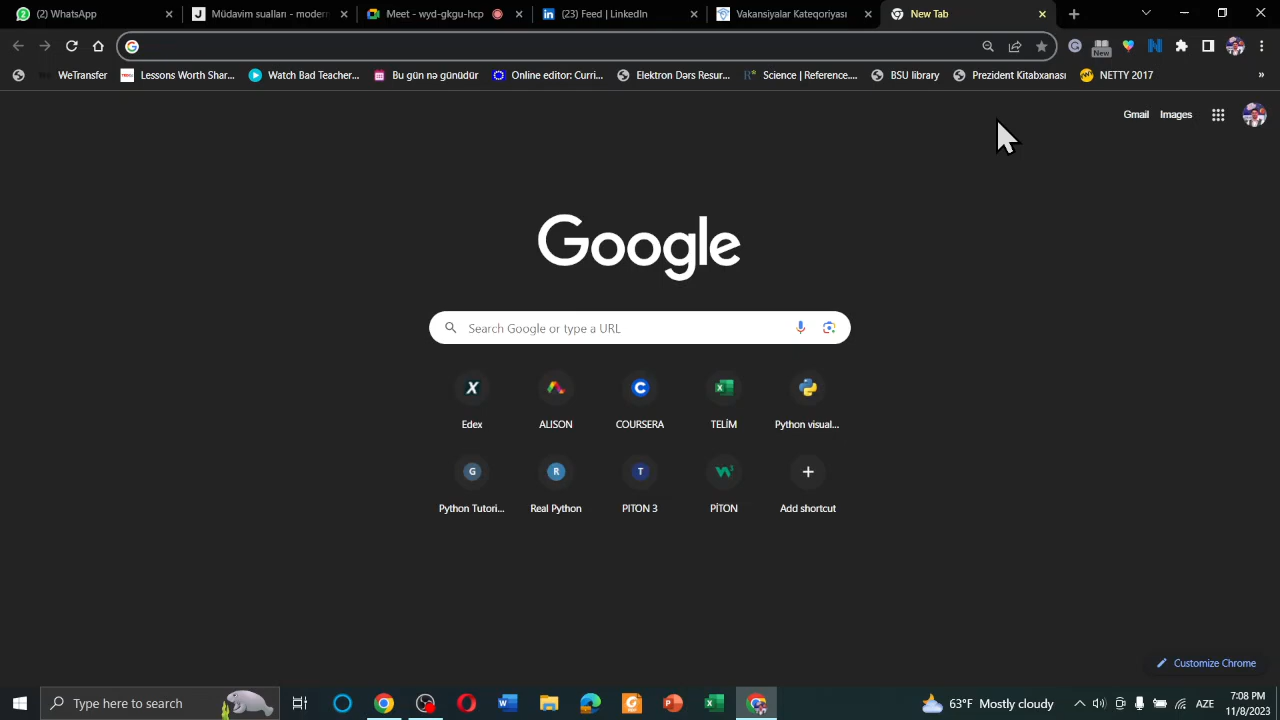 (2) WhatsApp
Müdavim sualları - modern
Meet - wyd-gkgu-hcp
(23) Feed | LinkedIn
Vakansiyalar Kateqoriyası
New Tab
New
WeTransfer
Lessons Worth Shar...
Watch Bad Teacher...
Bu gün nə günüdür
Online editor: Curri...
Elektron Dərs Resur...
Science | Reference....
BSU library
Prezident Kitabxanası
NETTY 2017
»
Gmail
Images
Google
Search Google or type a URL
Edex
ALISON
COURSERA
TELİM
Python visual...
Python Tutori...
Real Python
PITON 3
PİTON
Add shortcut
Customize Chrome
Type here to search
63°F Mostly cloudy
AZE
7:08 PM
11/8/2023